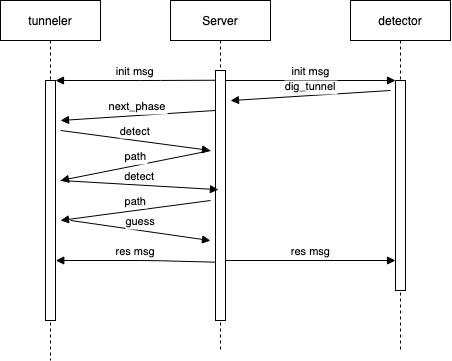 tunneler
Server
detector
init msg
init msg
dig_tunnel
next_phase
detect
path
detect
path
guess
res msg
res msg